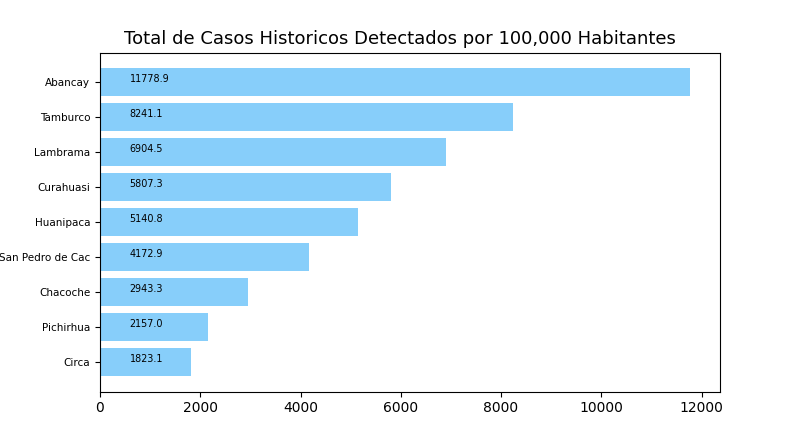 Total de Casos Historicos Detectados por 100,000 Habitantes
Abancay 11778.9
Tamburco 8241.1
Lambrama 6904.5
Curahuasi 5807.3
Huanipaca 5140.8
San Pedro de Cac 4172.9
Chacoche 2943.3
Pichirhua 2157.0
Circa 1823.1
0 2000 4000 6000 8000 10000 12000